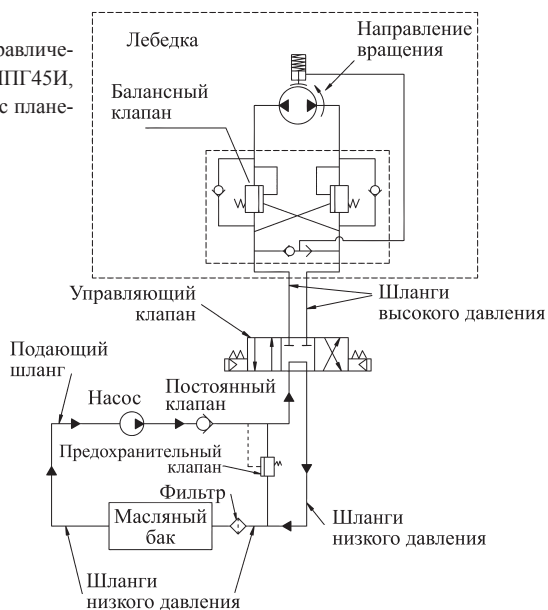 равличе-
ПГ45И,
с плане-
Лебедка
Направление
вращения
Балансный
клапан
Управляющий
клапан
Шланги
высокого давления
Подающий
шланг
Насос
Постоянный
клапан
Предохранительный
клапан
Фильтр
Масляный
бак
Шланги
низкого давления
Шланги
низкого давления